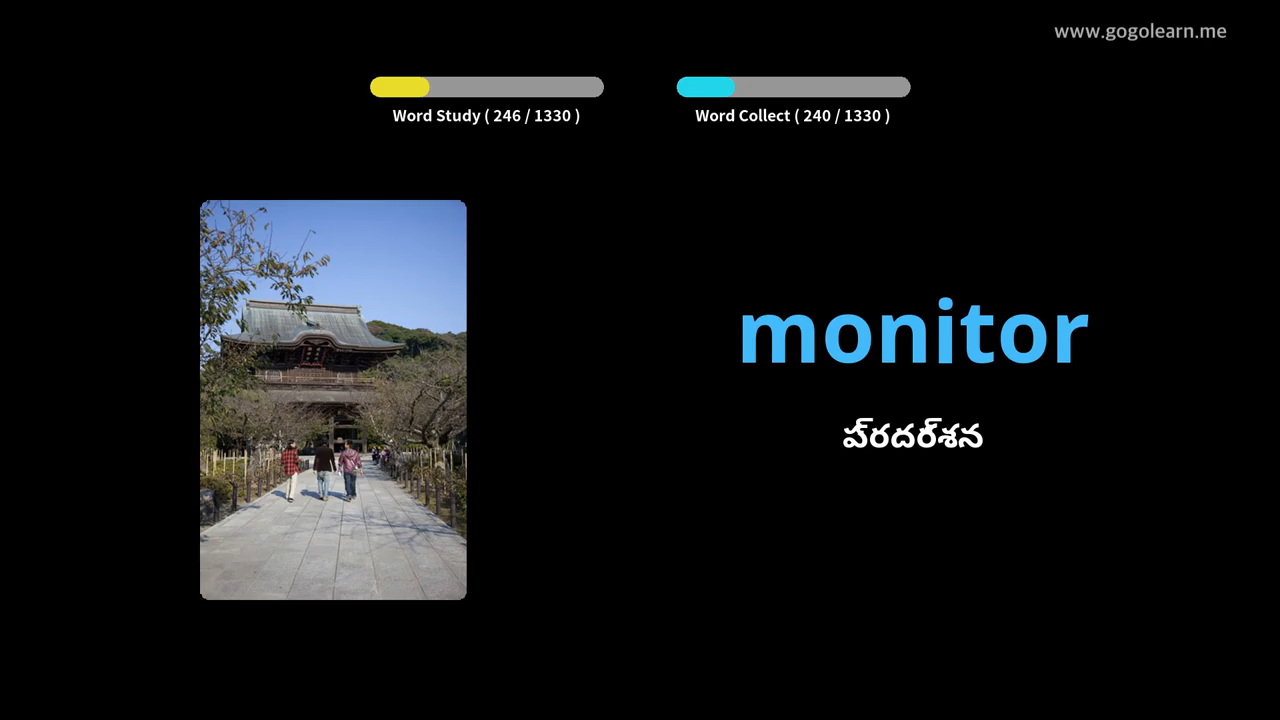 www.gogolearn.me
Word Study ( 246 / 1330 )
Word Collect ( 240 / 1330 )
monitor
ప్రదర్శన